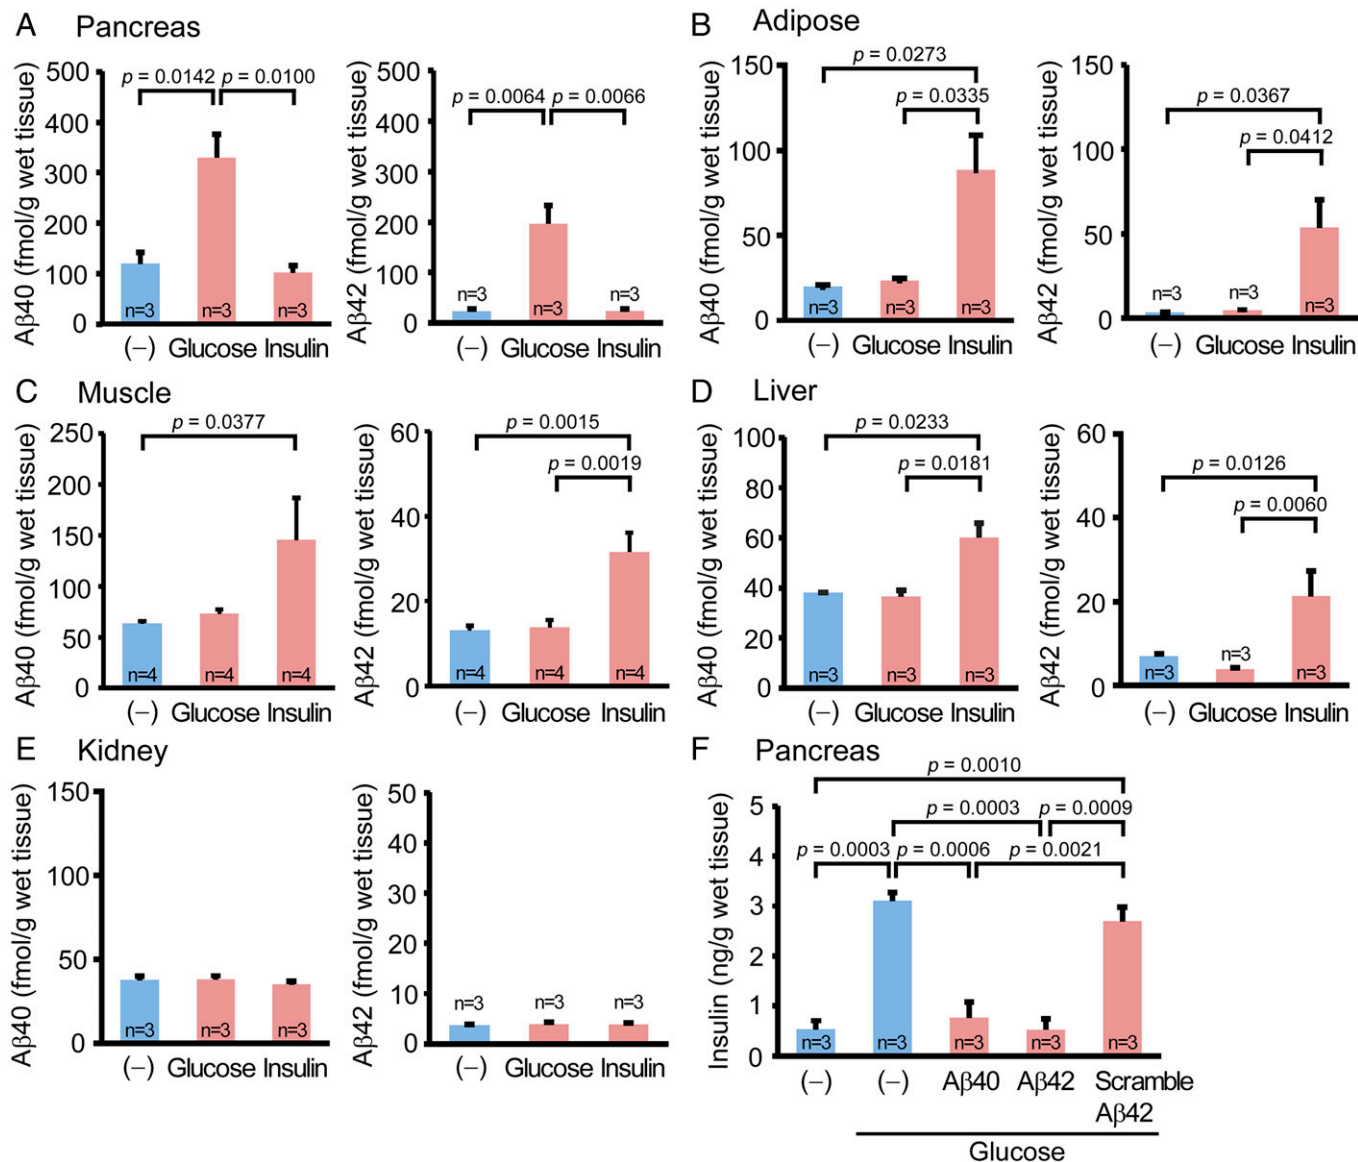 A Pancreas
Aβ40 (fmol/g wet tissue)
500
400
300
200
100
0
p = 0.0142
p = 0.0100
n=3
n=3
n=3
(–) Glucose Insulin
Aβ42 (fmol/g wet tissue)
500
400
300
200
100
0
p = 0.0064
p = 0.0066
n=3
n=3
n=3
(–) Glucose Insulin
B Adipose
Aβ40 (fmol/g wet tissue)
150
100
50
0
p = 0.0273
p = 0.0335
n=3
n=3
n=3
(–) Glucose Insulin
Aβ42 (fmol/g wet tissue)
150
100
50
0
p = 0.0367
p = 0.0412
n=3
n=3
n=3
(–) Glucose Insulin
C Muscle
Aβ40 (fmol/g wet tissue)
250
200
150
100
50
0
p = 0.0377
n=4
n=4
n=4
(–) Glucose Insulin
Aβ42 (fmol/g wet tissue)
60
40
20
0
p = 0.0015
p = 0.0019
n=4
n=4
n=4
(–) Glucose Insulin
D Liver
Aβ40 (fmol/g wet tissue)
100
80
60
40
20
0
p = 0.0233
p = 0.0181
n=3
n=3
n=3
(–) Glucose Insulin
Aβ42 (fmol/g wet tissue)
60
40
20
0
p = 0.0126
p = 0.0060
n=3
n=3
n=3
(–) Glucose Insulin
E Kidney
Aβ40 (fmol/g wet tissue)
150
100
50
0
n=3
n=3
n=3
(–) Glucose Insulin
Aβ42 (fmol/g wet tissue)
50
40
30
20
10
0
n=3
n=3
n=3
(–) Glucose Insulin
F Pancreas
Insulin (ng/g wet tissue)
5
4
3
2
1
0
p = 0.0010
p = 0.0003
p = 0.0009
p = 0.0003
p = 0.0006
p = 0.0021
n=3
n=3
n=3
n=3
n=3
(–) (–) Aβ40 Aβ42 Scramble
Aβ42
Glucose